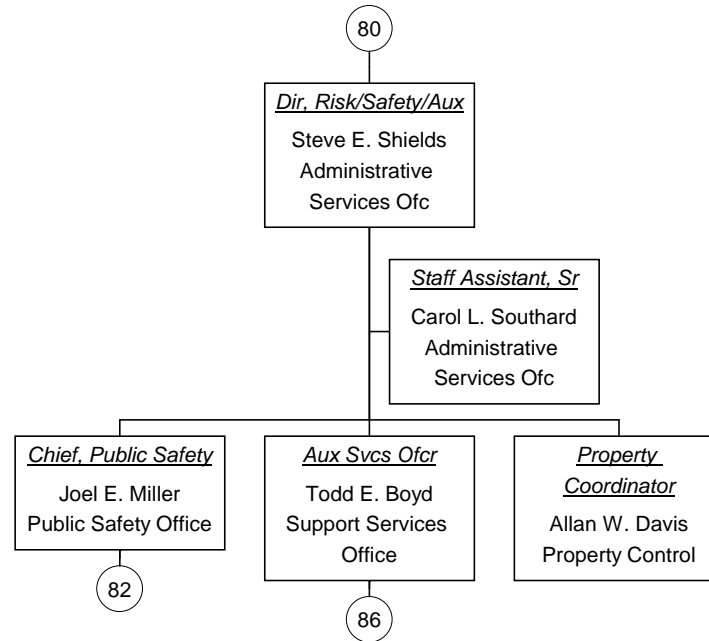 80
Dir, Risk/Safety/Aux
Steve E. Shields
Administrative
Services Ofc
Staff Assistant, Sr
Carol L. Southard
Administrative
Services Ofc
Chief, Public Safety
Joel E. Miller
Public Safety Office
82
Aux Svcs Ofcr
Todd E. Boyd
Support Services
Office
86
Property
Coordinator
Allan W. Davis
Property Control